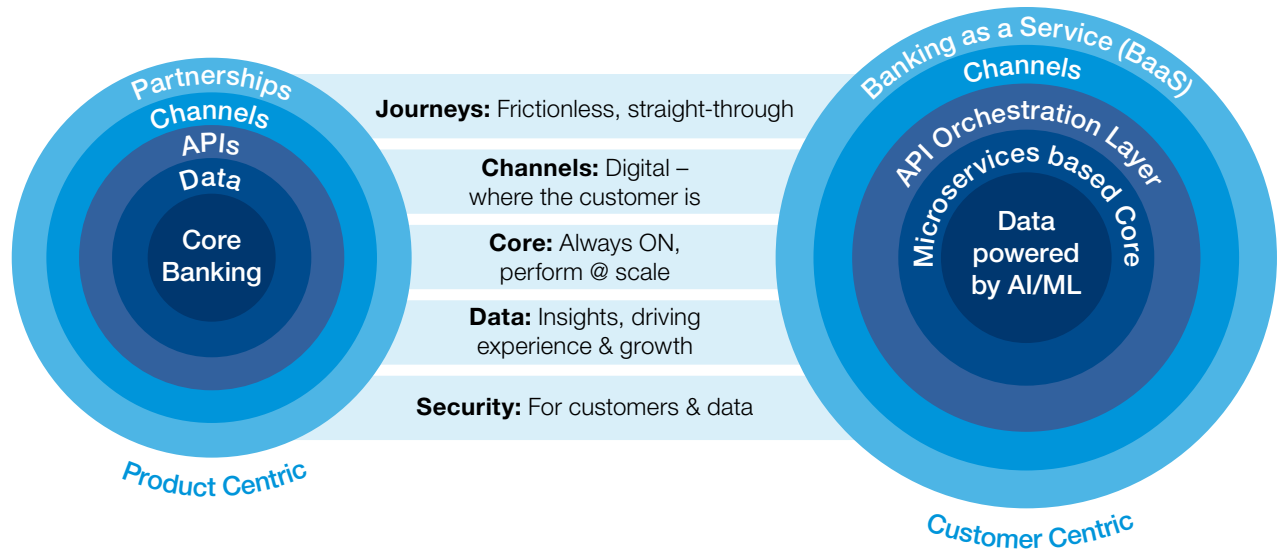 Partnerships
Channels
APIs
Data
Core
Banking
Product Centric
Journeys: Frictionless, straight-through
Channels: Digital –
where the customer is
Core: Always ON,
perform @ scale
Data: Insights, driving
experience & growth
Security: For customers & data
Banking as a Service (BaaS)
Channels
API Orchestration Layer
Microservices based Core
Data
powered
by AI/ML
Customer Centric